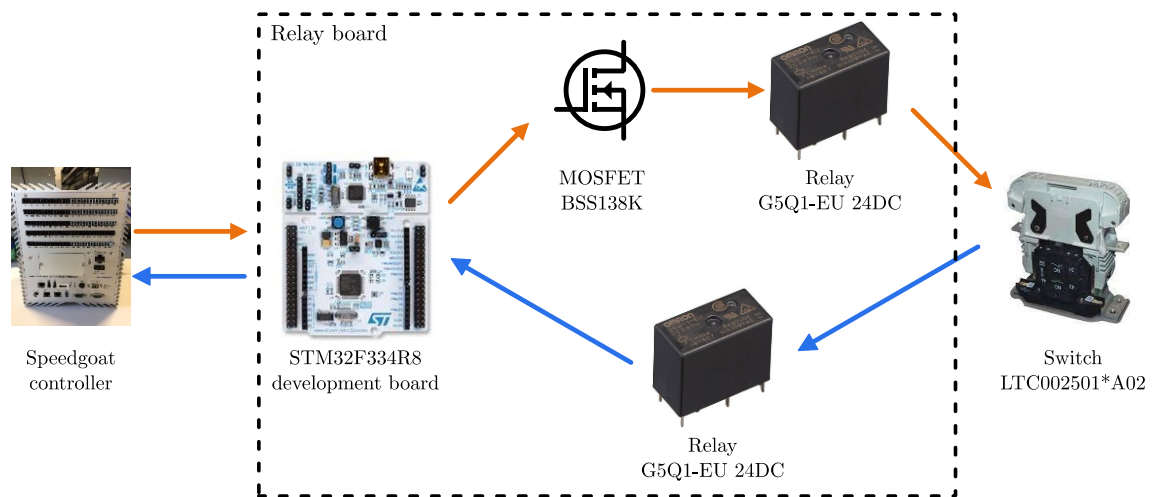 Relay board
MOSFET
BSS138K
Relay
G5Q1-EU 24DC
Speedgoat
controller
STM32F334R8
development board
Switch
LTC002501*A02
Relay
G5Q1-EU 24DC